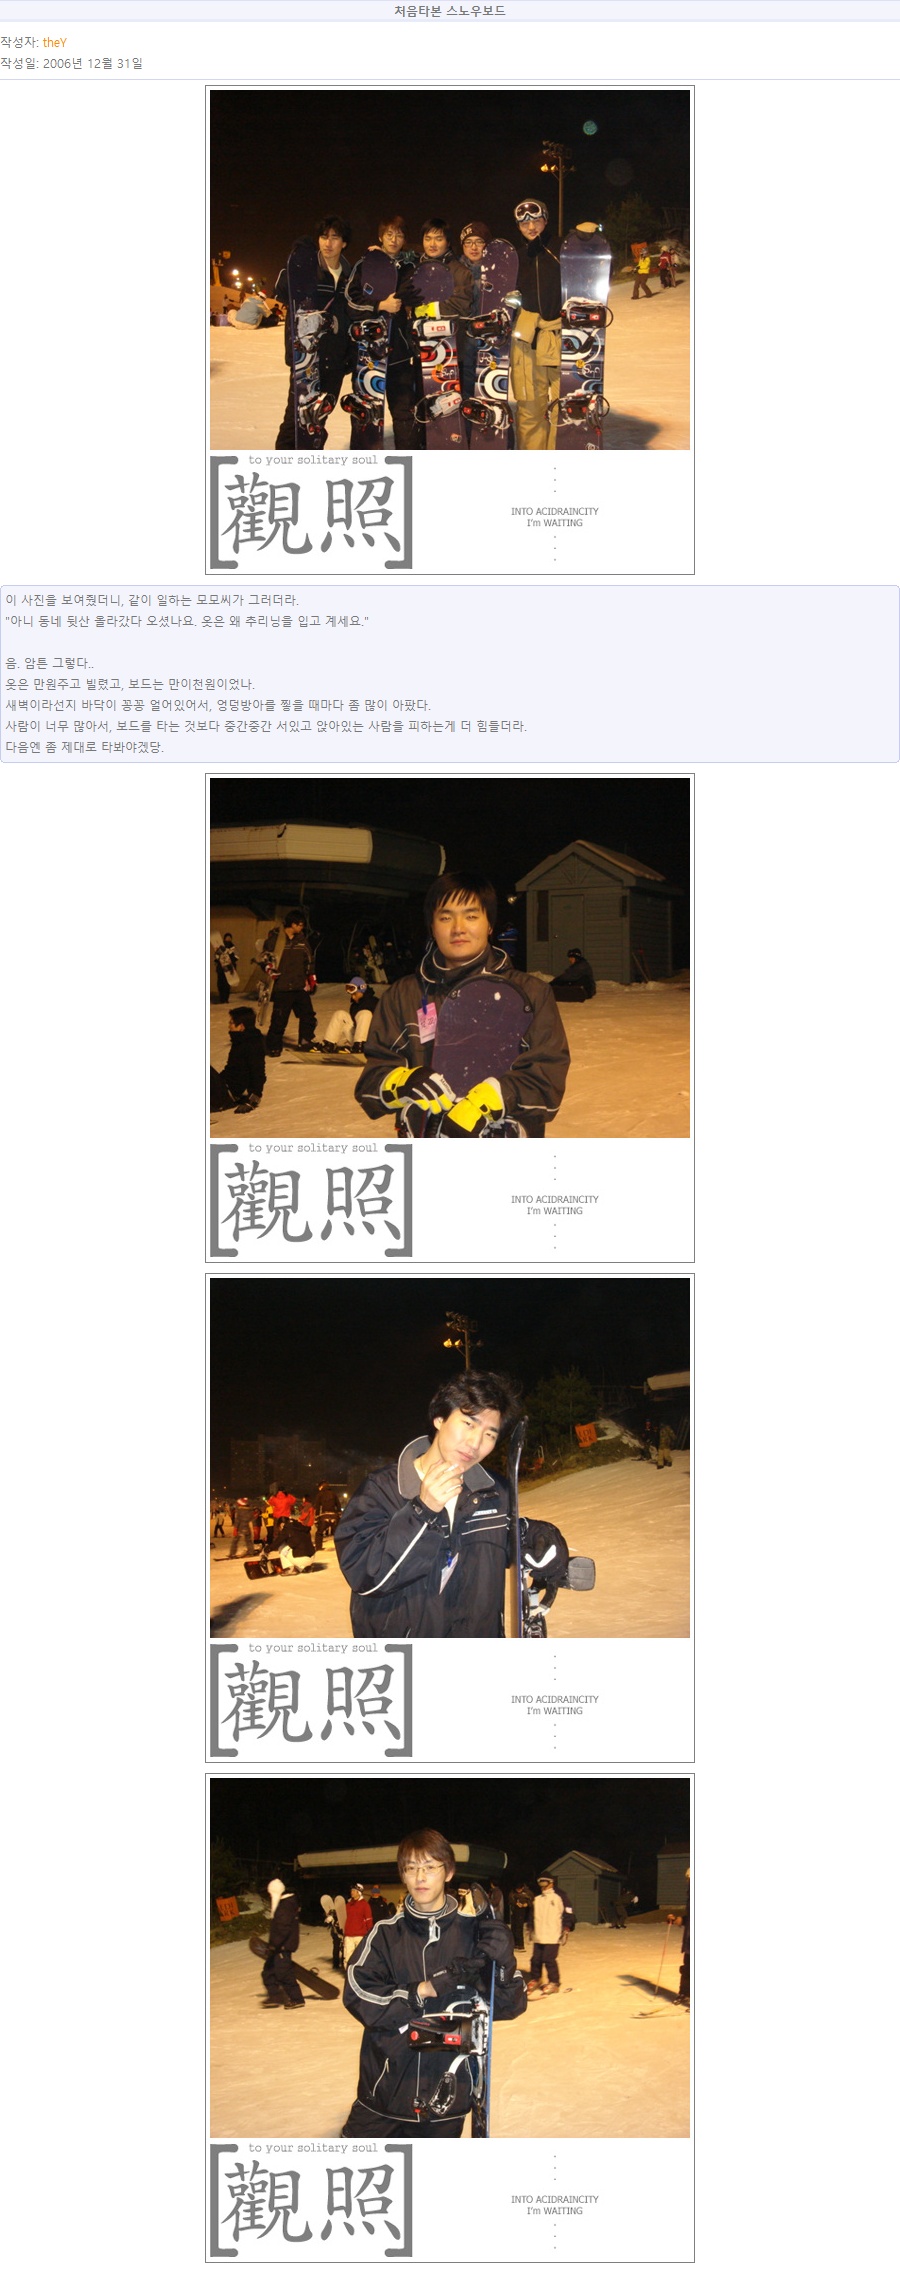 처음타본 스노우보드
작성자: theY
작성일: 2006년 12월 31일
to your solitary soul
[觀照]
INTO ACIDRAINCITY
I'm WAITING
이 사진을 보여줬더니, 같이 일하는 모모씨가 그러더라.
"아니 동네 뒷산 올라갔다 오셨나요. 옷은 왜 추리닝을 입고 계세요."
음. 암튼 그렇다..
옷은 만원주고 빌렸고, 보드는 만이천원이었나.
새벽이라선지 바닥이 꽁꽁 얼어있어서, 엉덩방아를 찧을 때마다 좀 많이 아팠다.
사람이 너무 많아서, 보드를 타는 것보다 중간중간 서있고 앉아있는 사람을 피하는게 더 힘들더라.
다음엔 좀 제대로 타봐야겠당.
to your solitary soul
[觀照]
INTO ACIDRAINCITY
I'm WAITING
to your solitary soul
[觀照]
INTO ACIDRAINCITY
I'm WAITING
to your solitary soul
[觀照]
INTO ACIDRAINCITY
I'm WAITING